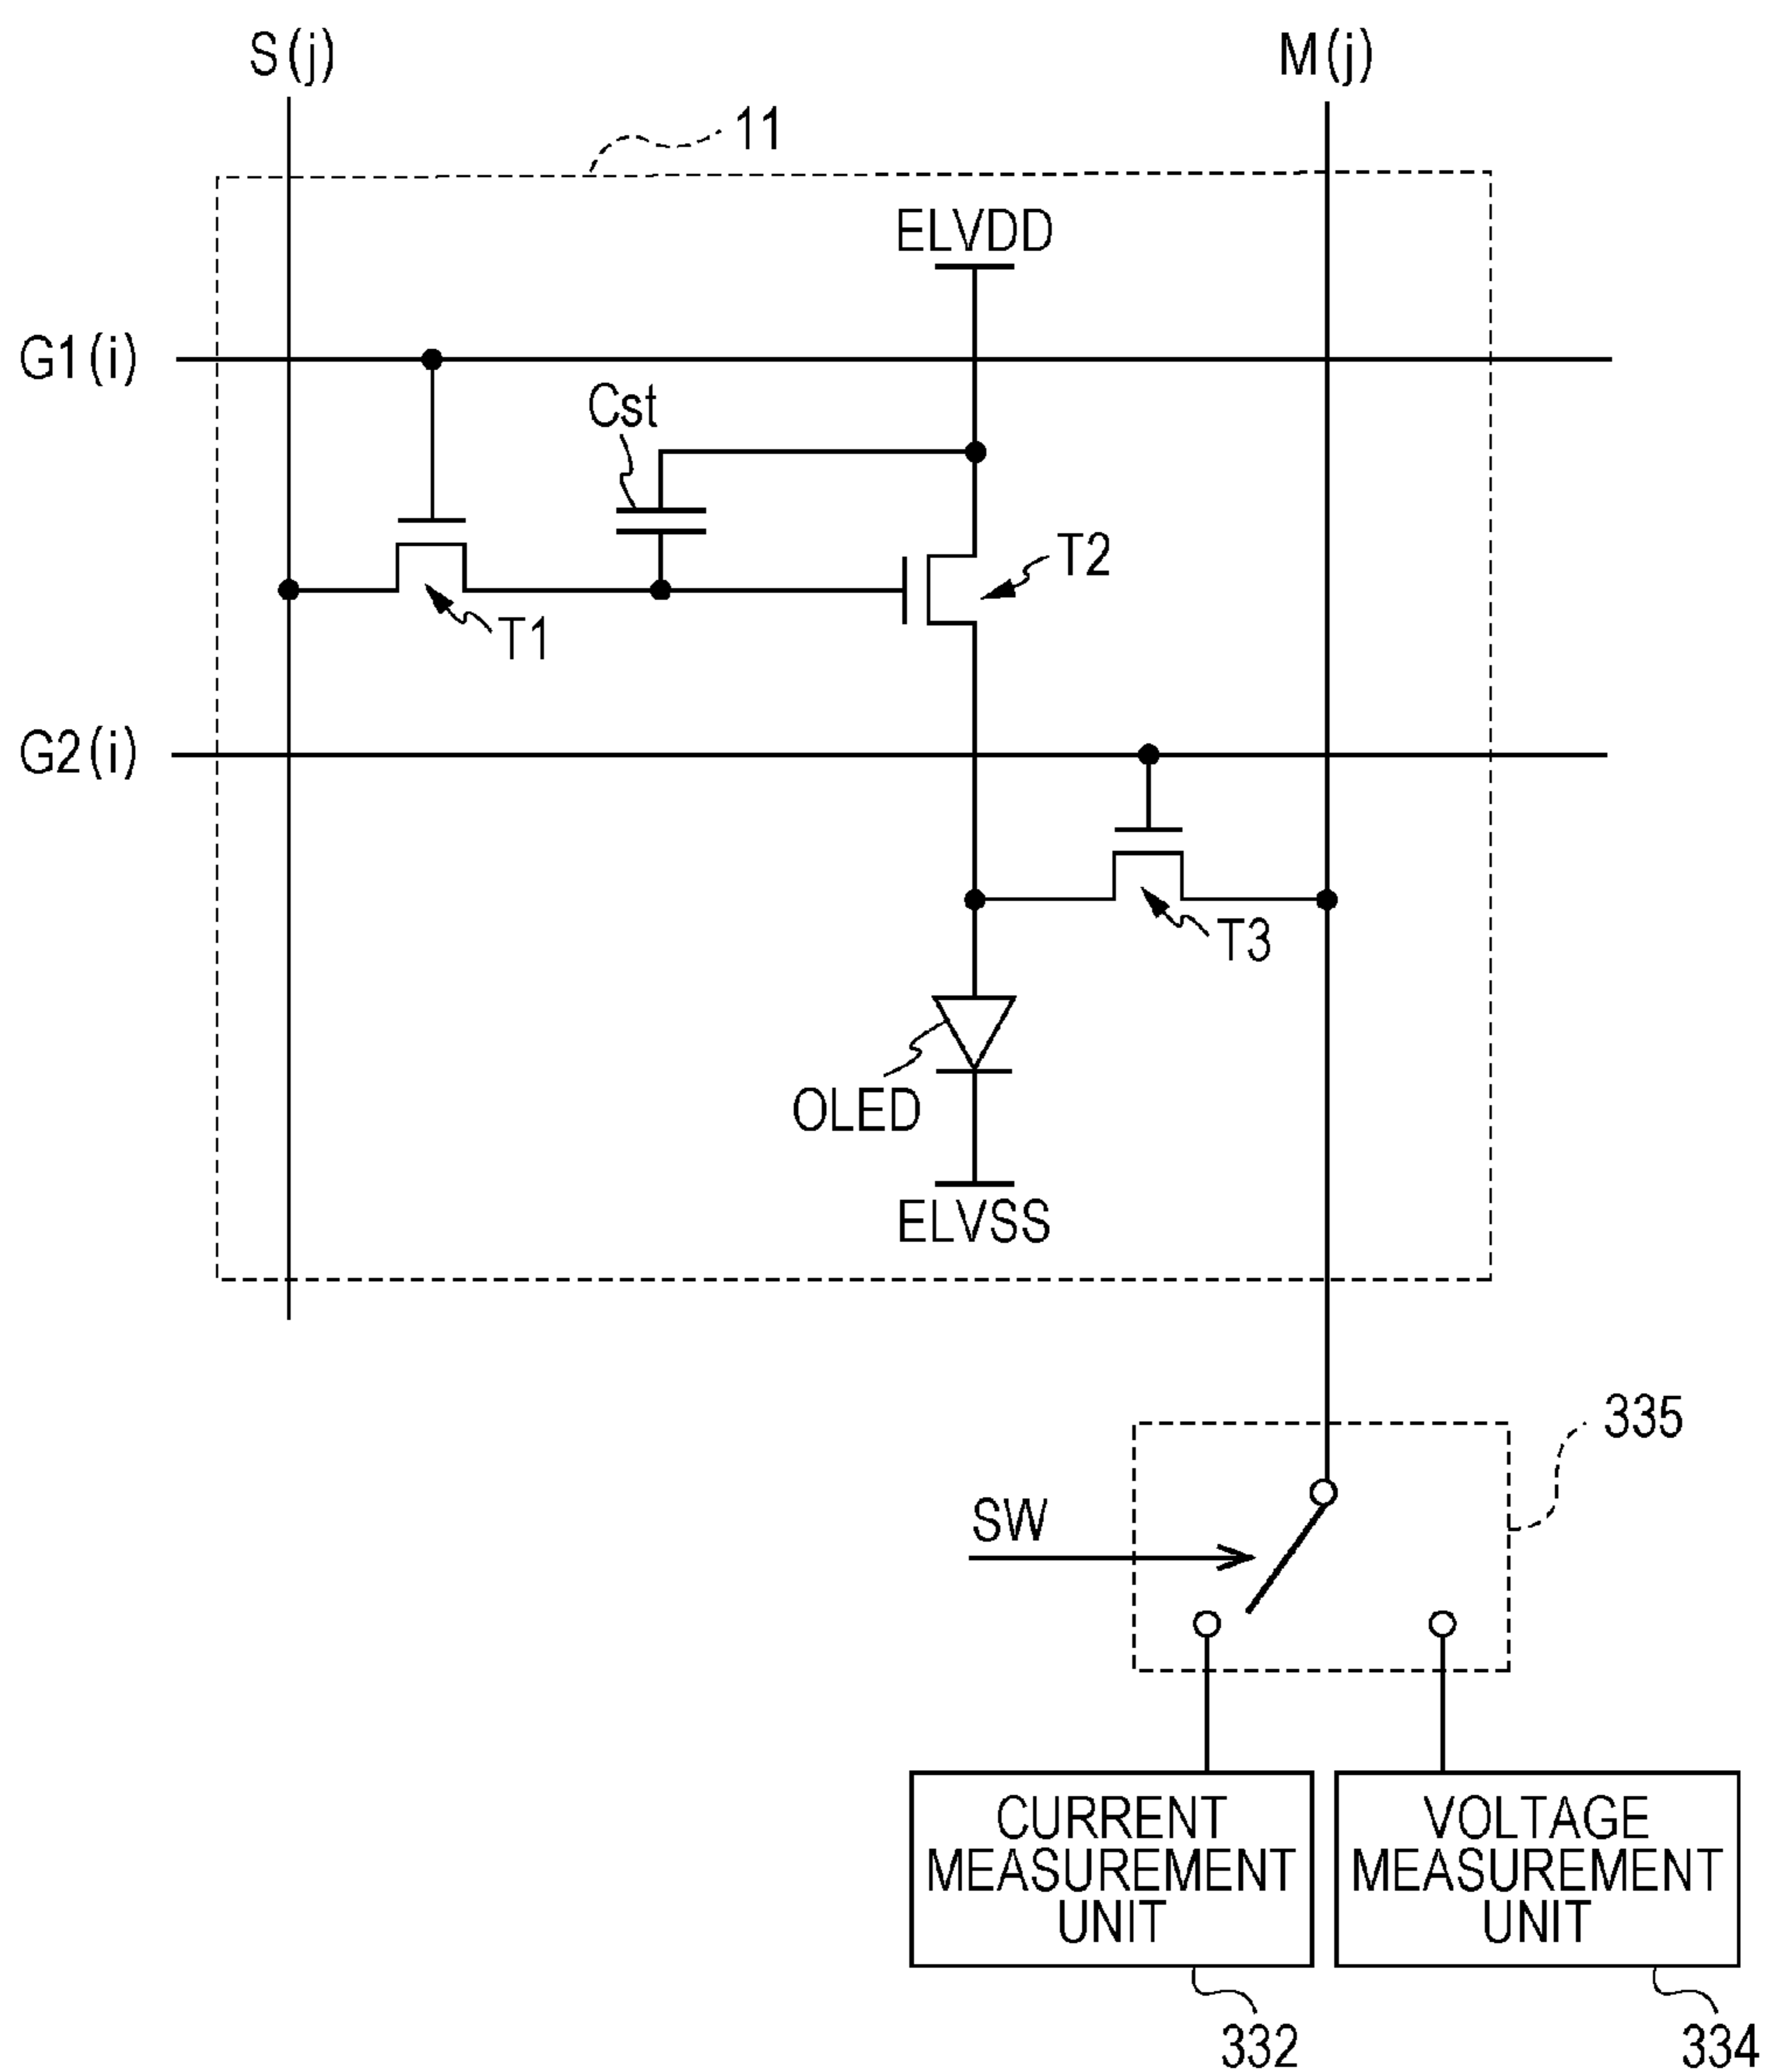 S(j)
M(j)
11
ELVDD
G1(i)
Cst
T2
T1
G2(i)
T3
OLED
ELVSS
335
SW
CURRENT
MEASUREMENT
UNIT
VOLTAGE
MEASUREMENT
UNIT
332
334